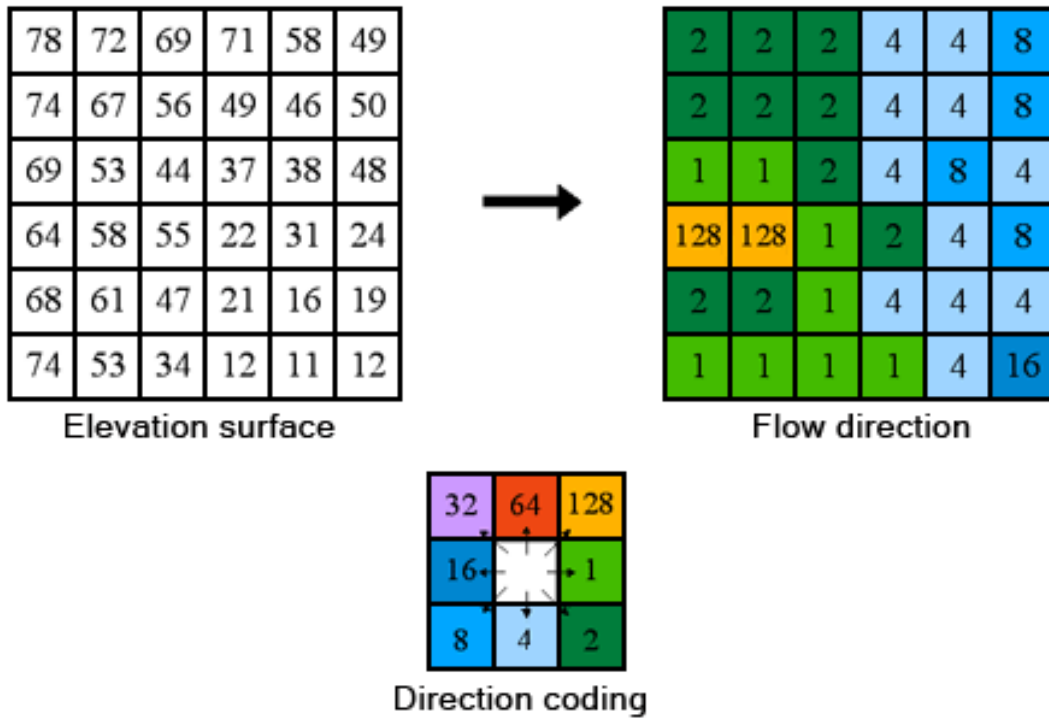 78 72 69 71 58 49
74 67 56 49 46 50
69 53 44 37 38 48
64 58 55 22 31 24
68 61 47 21 16 19
74 53 34 12 11 12
Elevation surface
2 2 2 4 4 8
2 2 2 4 4 8
1 1 2 4 8 4
128 128 1 2 4 8
2 2 1 4 4 4
1 1 1 1 4 16
Flow direction
32 64 128
16 1
8 4 2
Direction coding